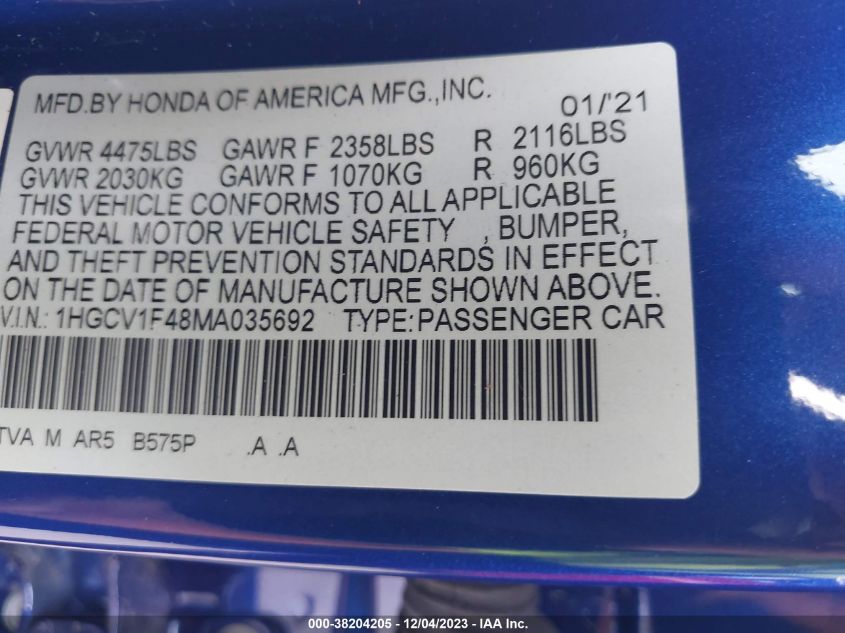 MFD.BY HONDA OF AMERICA MFG.,INC. 01/'21
GVWR 4475LBS GAWR F 2358LBS R 2116LBS
GVWR 2030KG GAWR F 1070KG R 960KG
THIS VEHICLE CONFORMS TO ALL APPLICABLE
FEDERAL MOTOR VEHICLE SAFETY , BUMPER,
AND THEFT PREVENTION STANDARDS IN EFFECT
ON THE DATE OF MANUFACTURE SHOWN ABOVE.
V.I.N.: 1HGCV1F48MA035692 TYPE:PASSENGER CAR
TVA M AR5 B575P .A .A
000-38204205 - 12/04/2023 - IAA Inc.